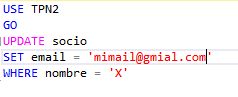 USE TPN2
GO
UPDATE socio
SET email = 'mimail@gmial.com'
WHERE nombre = 'X'